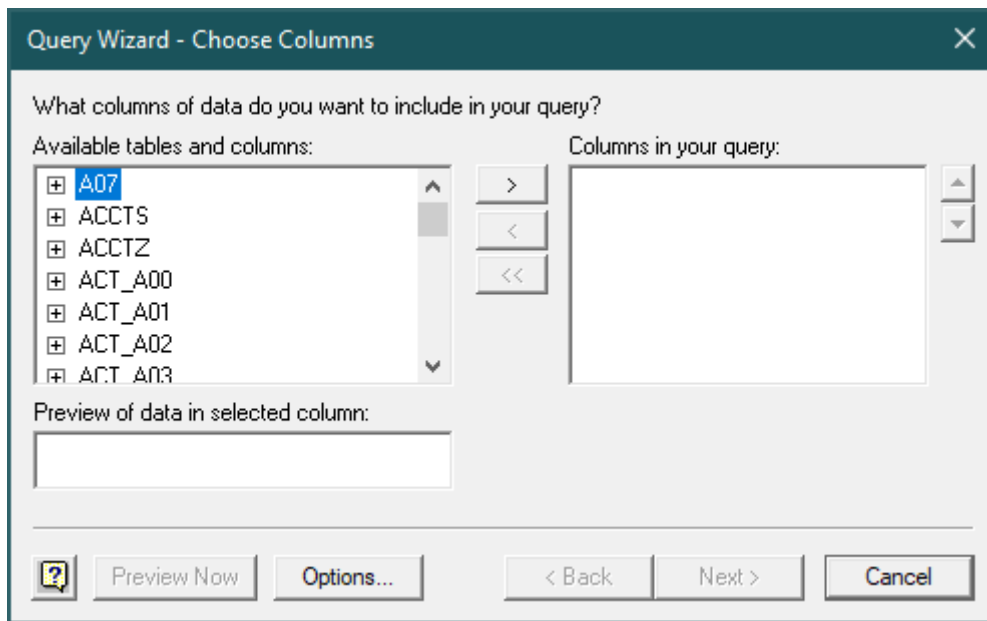 Query Wizard - Choose Columns
What columns of data do you want to include in your query?
Available tables and columns:
Columns in your query:
A07
ACCTS
ACCTZ
ACT_A00
ACT_A01
ACT_A02
ACT_A03
>
<
<<
Preview of data in selected column:
Preview Now
Options...
< Back
Next >
Cancel